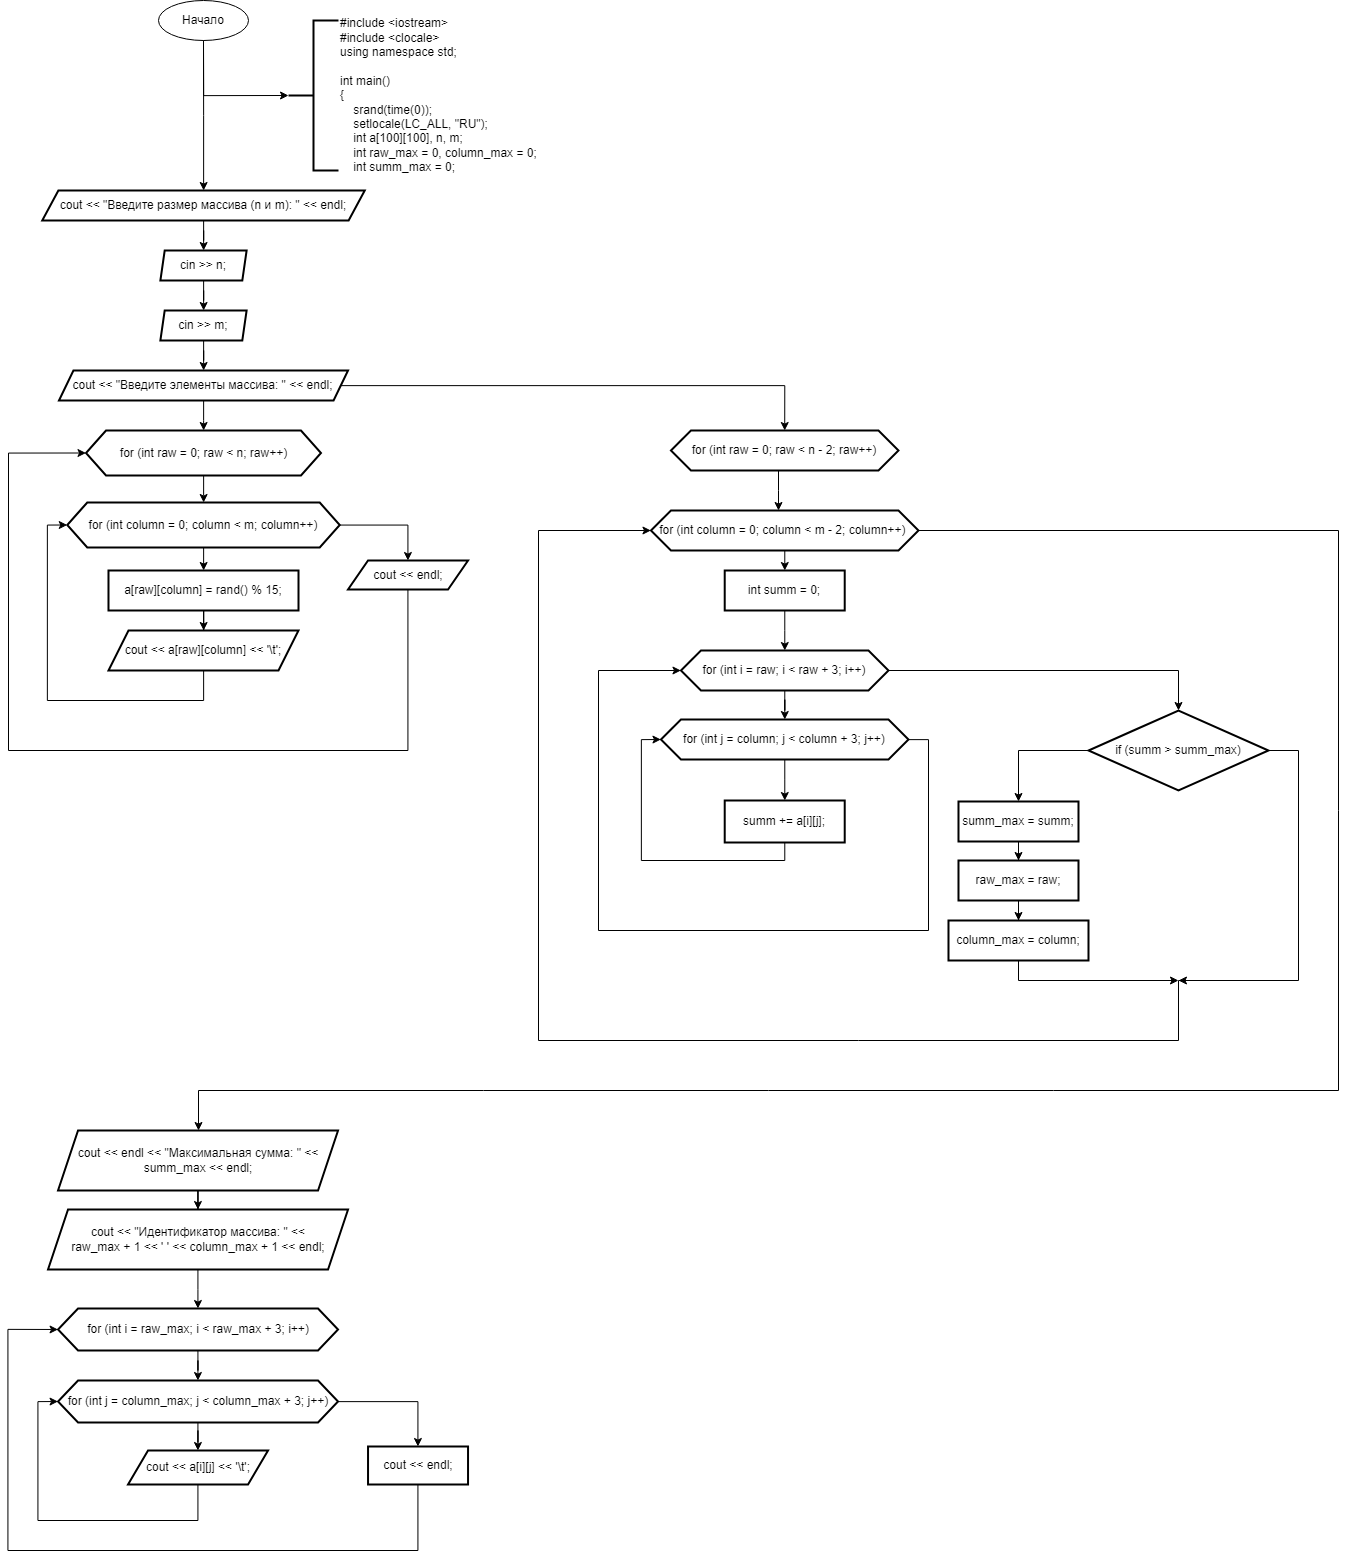 Начало
#include <iostream>
#include <clocale>
using namespace std;
int main()
{
srand(time(0));
setlocale(LC_ALL, "RU");
int a[100][100], n, m;
int raw_max = 0, column_max = 0;
int summ_max = 0;
cout << "Введите размер массива (n и m): " << endl;
cin >> n;
cin >> m;
cout << "Введите элементы массива: " << endl;
for (int raw = 0; raw < n; raw++)
for (int column = 0; column < m; column++)
a[raw][column] = rand() % 15;
cout << a[raw][column] << '\t';
cout << endl;
for (int raw = 0; raw < n - 2; raw++)
for (int column = 0; column < m - 2; column++)
int summ = 0;
for (int i = raw; i < raw + 3; i++)
for (int j = column; j < column + 3; j++)
summ += a[i][j];
if (summ > summ_max)
summ_max = summ;
raw_max = raw;
column_max = column;
cout << endl << "Максимальная сумма: " <<
summ_max << endl;
cout << "Идентификатор массива: " <<
raw_max + 1 << ' ' << column_max + 1 << endl;
for (int i = raw_max; i < raw_max + 3; i++)
for (int j = column_max; j < column_max + 3; j++)
cout << a[i][j] << '\t';
cout << endl;